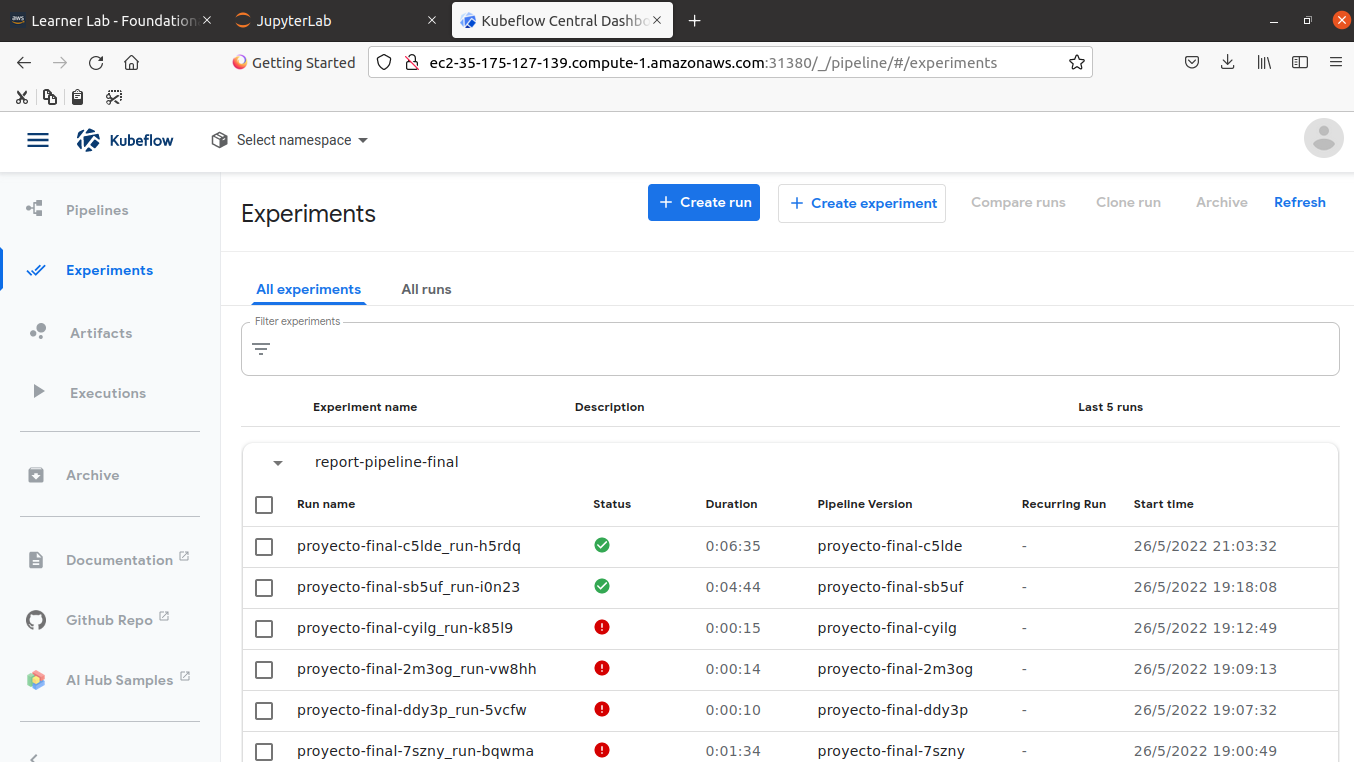 aws Learner Lab - Foundation
JupyterLab
Kubeflow Central Dashbo
Getting Started
ec2-35-175-127-139.compute-1.amazonaws.com:31380/_/pipeline/#/experiments
Kubeflow
Select namespace
Pipelines
Experiments
Artifacts
Executions
Archive
Documentation
Github Repo
AI Hub Samples
Experiments
+ Create run
+ Create experiment
Compare runs
Clone run
Archive
Refresh
All experiments
All runs
Filter experiments
Experiment name Description Last 5 runs
report-pipeline-final
Run name Status Duration Pipeline Version Recurring Run Start time
proyecto-final-c5lde_run-h5rdq 0:06:35 proyecto-final-c5lde - 26/5/2022 21:03:32
proyecto-final-sb5uf_run-i0n23 0:04:44 proyecto-final-sb5uf - 26/5/2022 19:18:08
proyecto-final-cyilg_run-k85l9 0:00:15 proyecto-final-cyilg - 26/5/2022 19:12:49
proyecto-final-2m3og_run-vw8hh 0:00:14 proyecto-final-2m3og - 26/5/2022 19:09:13
proyecto-final-ddy3p_run-5vcfw 0:00:10 proyecto-final-ddy3p - 26/5/2022 19:07:32
proyecto-final-7szny_run-bqwma 0:01:34 proyecto-final-7szny - 26/5/2022 19:00:49